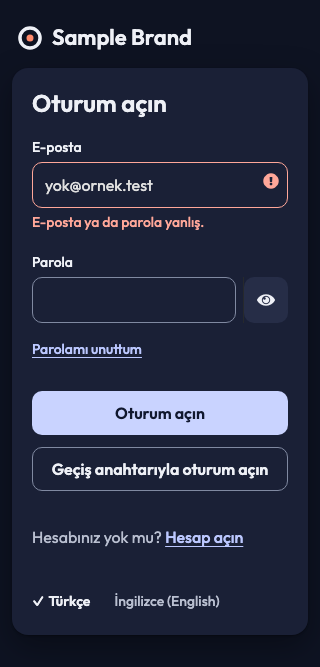 Sample Brand
Oturum açın
E-posta
yok@ornek.test
E-posta ya da parola yanlış.
Parola
Parolamı unuttum
Oturum açın
Geçiş anahtarıyla oturum açın
Hesabınız yok mu? Hesap açın
Türkçe İngilizce (English)